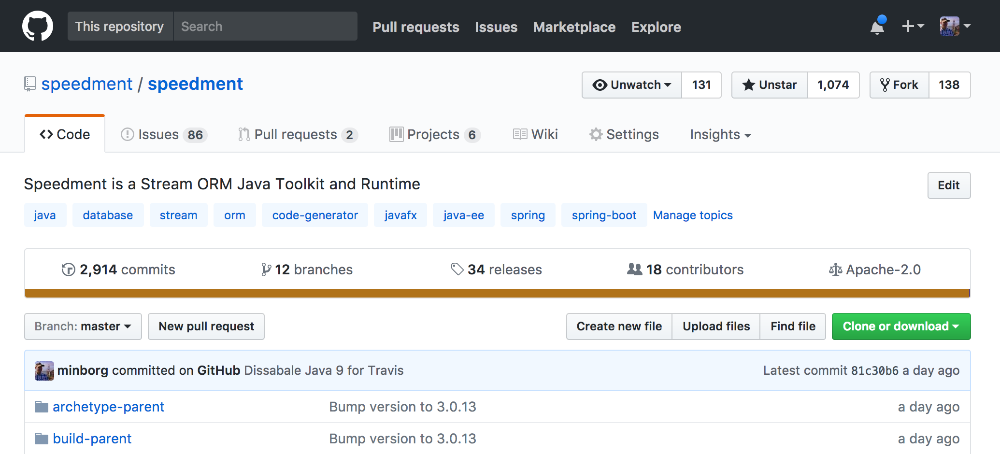 This repository Search Pull requests Issues Marketplace Explore
speedment / speedment Unwatch 131 Unstar 1,074 Fork 138
Code Issues 86 Pull requests 2 Projects 6 Wiki Settings Insights
Speedment is a Stream ORM Java Toolkit and Runtime Edit
java database stream orm code-generator javafx java-ee spring spring-boot Manage topics
2,914 commits 12 branches 34 releases 18 contributors Apache-2.0
Branch: master New pull request Create new file Upload files Find file Clone or download
minborg committed on GitHub Dissabale Java 9 for Travis Latest commit 81c30b6 a day ago
archetype-parent Bump version to 3.0.13 a day ago
build-parent Bump version to 3.0.13 a day ago